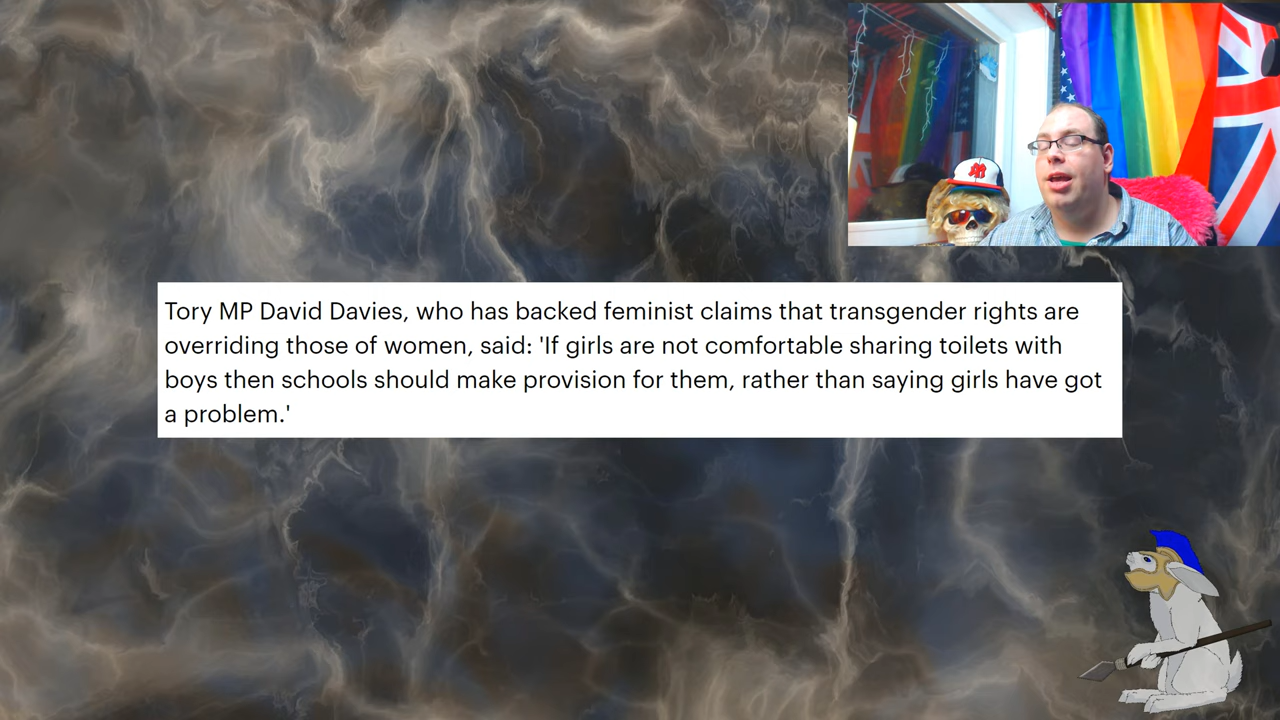 Tory MP David Davies, who has backed feminist claims that transgender rights are
overriding those of women, said: 'If girls are not comfortable sharing toilets with
boys then schools should make provision for them, rather than saying girls have got
a problem.'